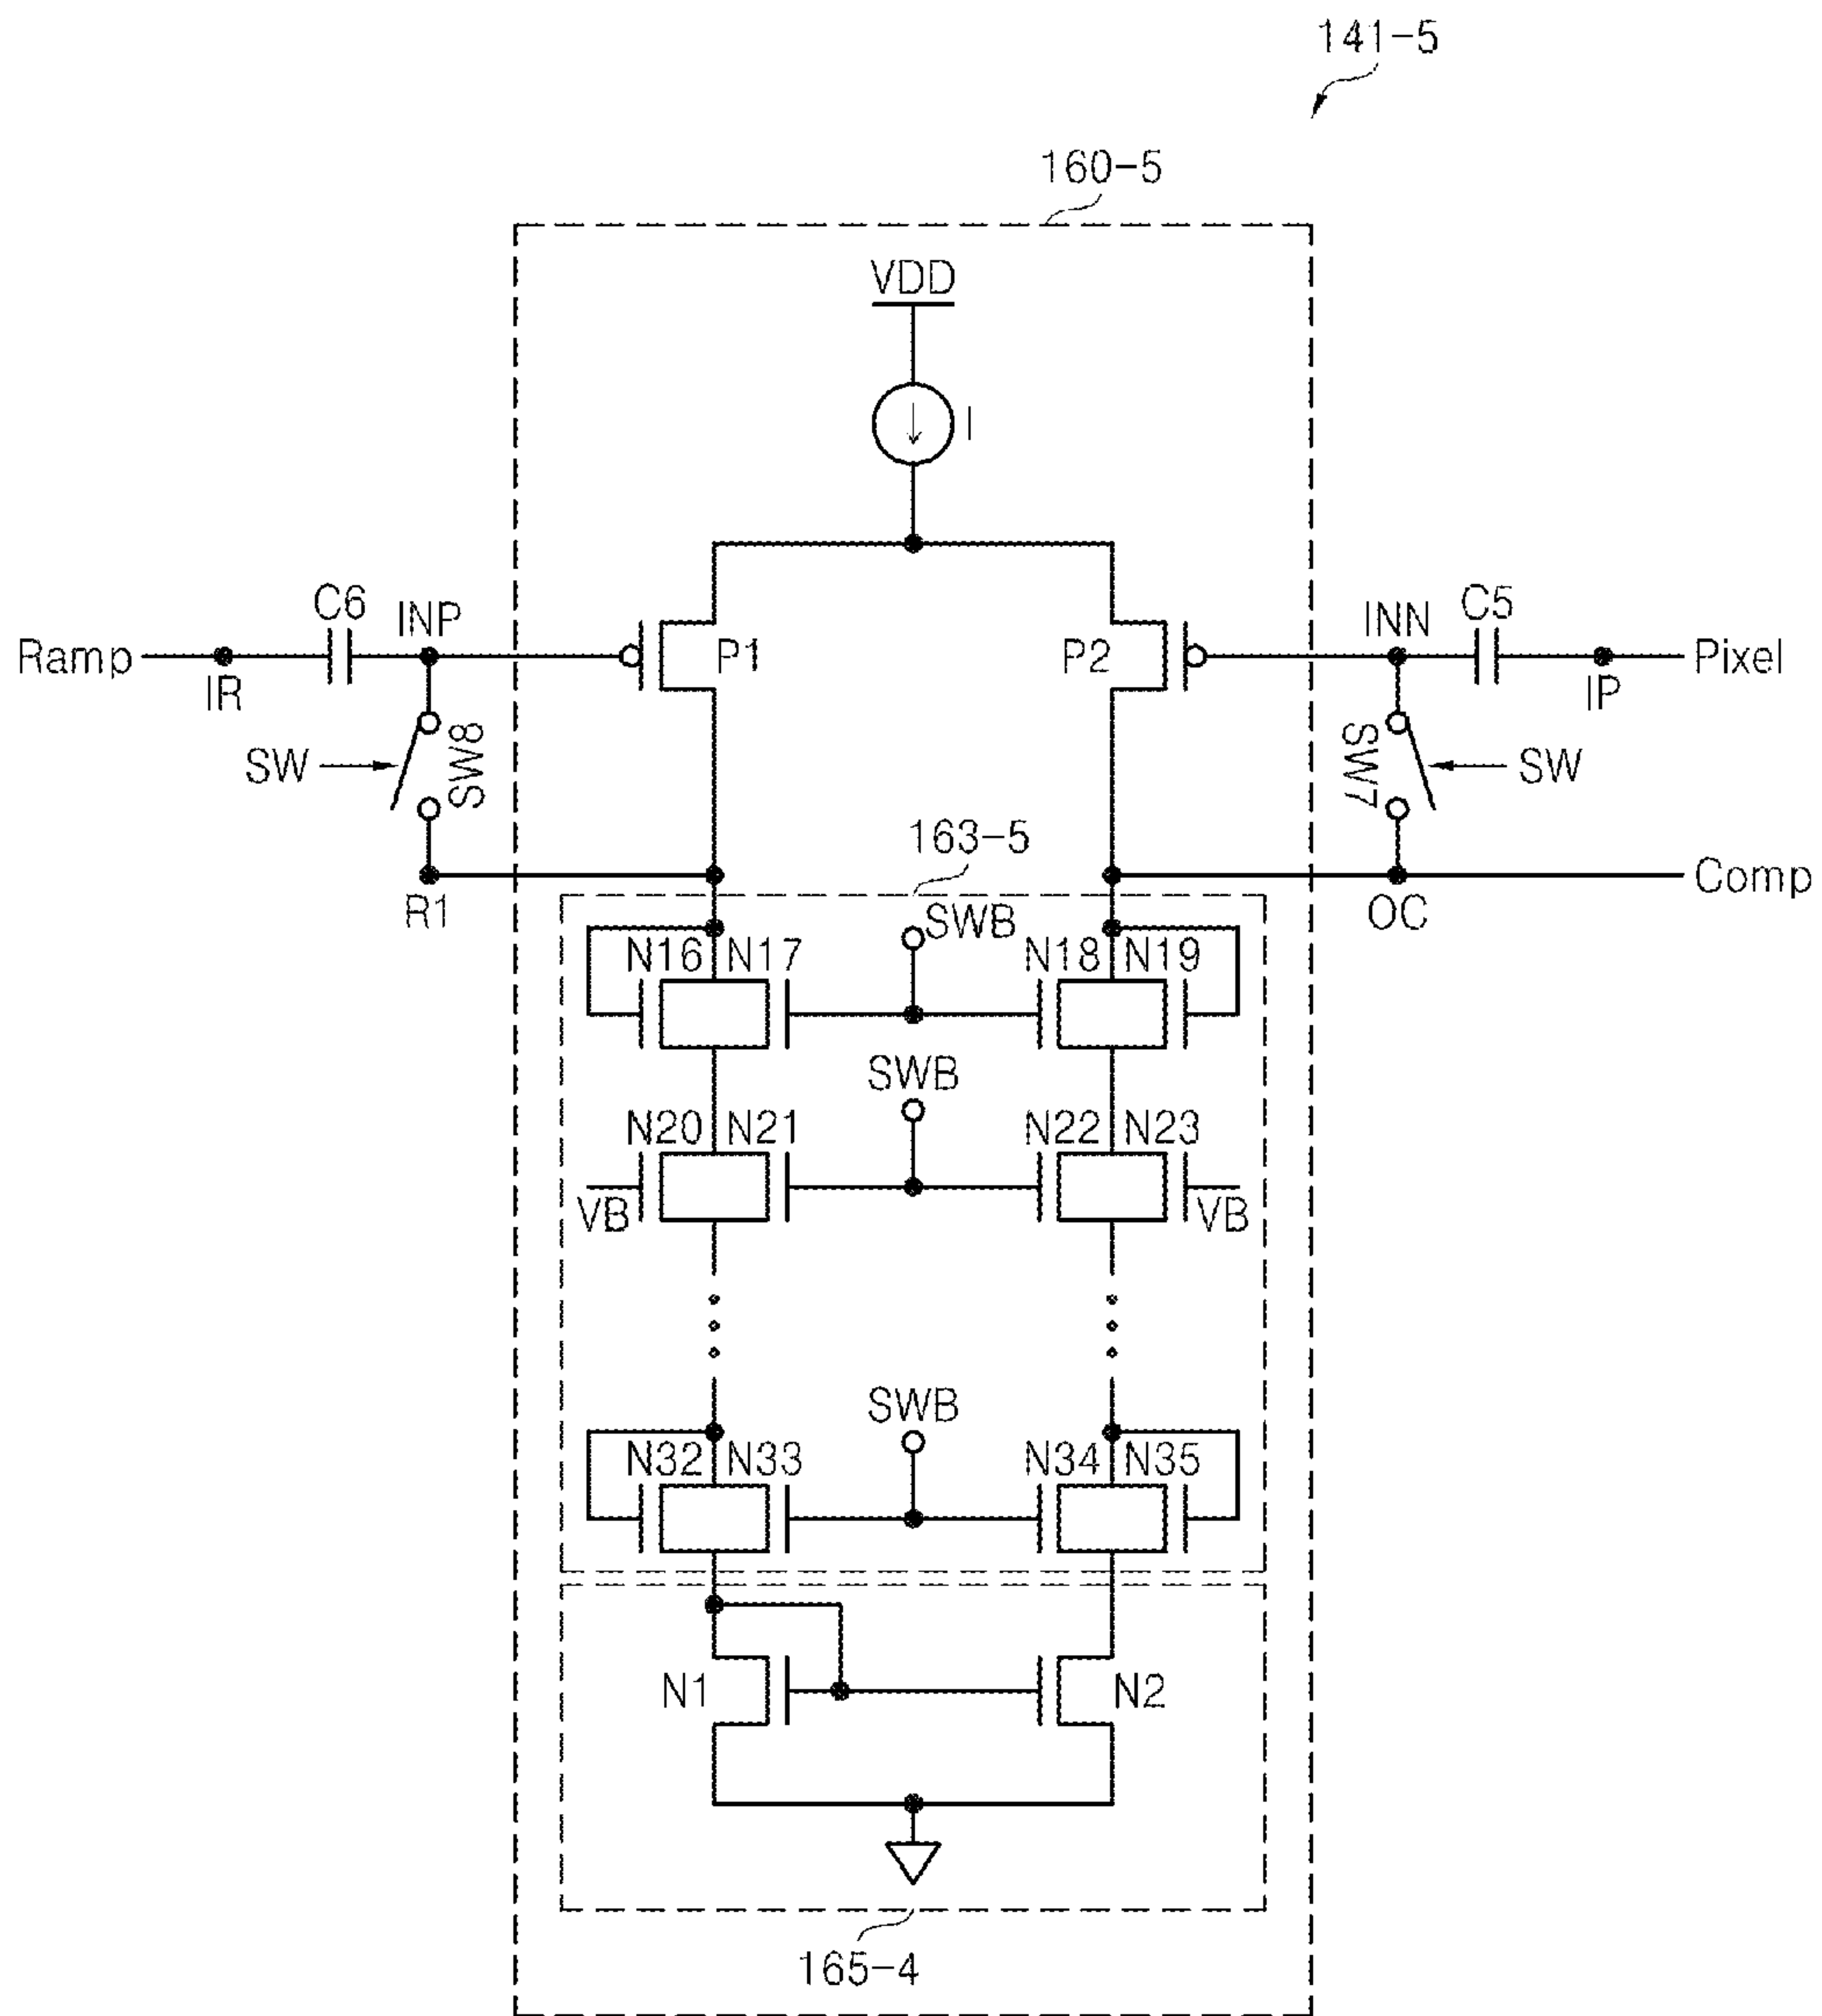 141-5
160-5
VDD
I
C6 INP P1 P2 INN C5
Ramp Pixel
IR IP
SW SW8 SW7 SW
163-5
R1 OC Comp
SWB
N16 N17 N18 N19
SWB
N20 N21 N22 N23
VB VB
SWB
N32 N33 N34 N35
N1 N2
165-4